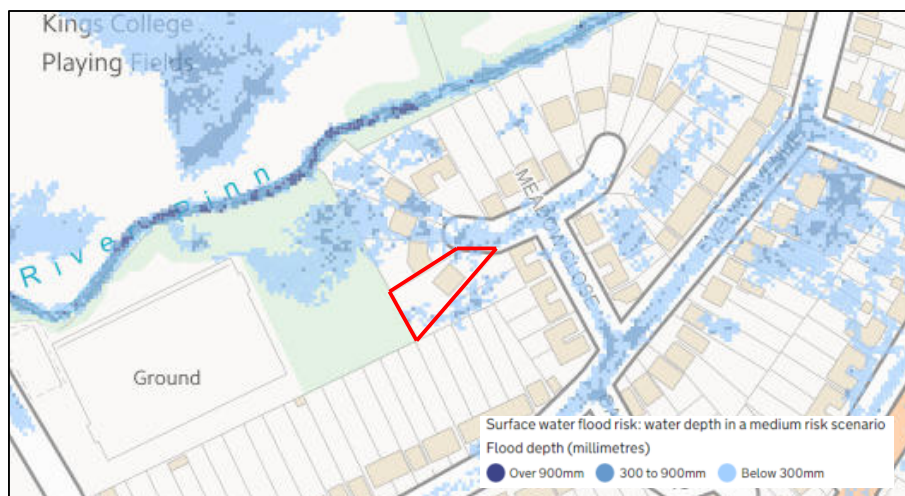 Kings College
Playing Fields
River Pinn
MEADOW CLOSE
Ground
Surface water flood risk: water depth in a medium risk scenario
Flood depth (millimetres)
Over 900mm
300 to 900mm
Below 300mm